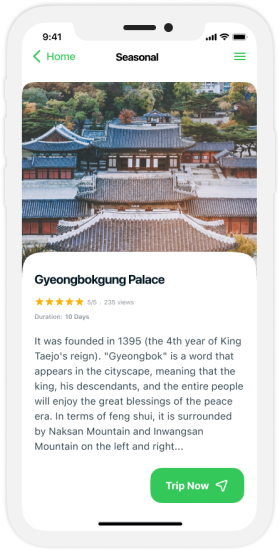 9:41
Home
Seasonal
Gyeongbokgung Palace
5/5 . 235 views
Duration: 10 Days
It was founded in 1395 (the 4th year of King
Taejo's reign). "Gyeongbok" is a word that
appears in the cityscape, meaning that the
king, his descendants, and the entire people
will enjoy the great blessings of the peace
era. In terms of feng shui, it is surrounded
by Naksan Mountain and Inwangsan
Mountain on the left and right...
Trip Now